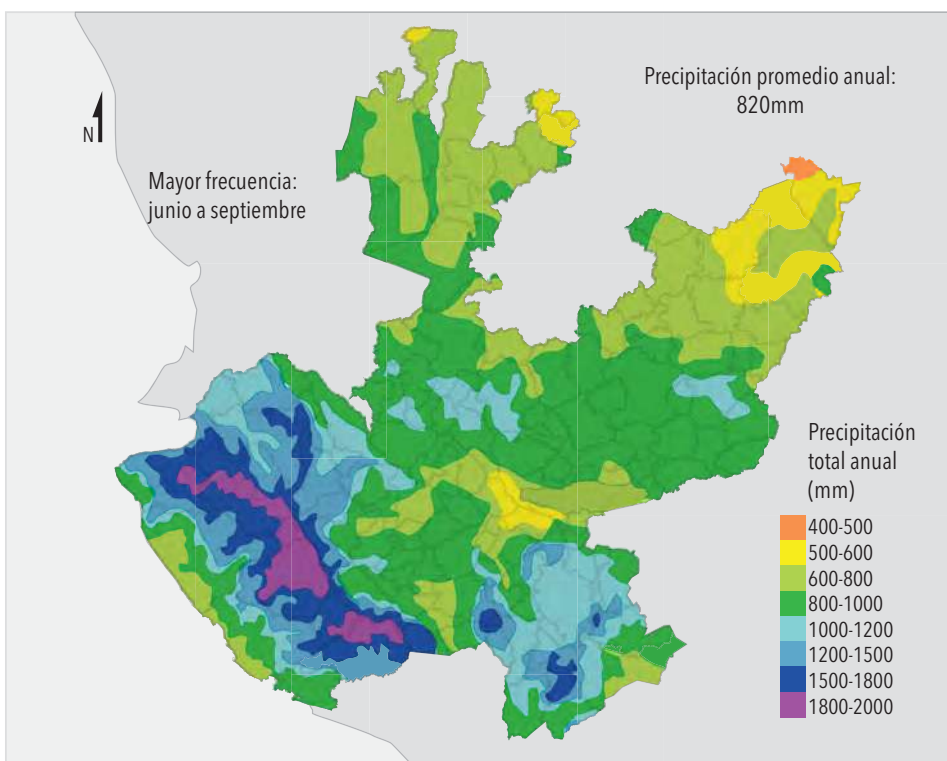 Precipitación promedio anual:
820mm
N
Mayor frecuencia:
junio a septiembre
Precipitación
total anual
(mm)
400-500
500-600
600-800
800-1000
1000-1200
1200-1500
1500-1800
1800-2000